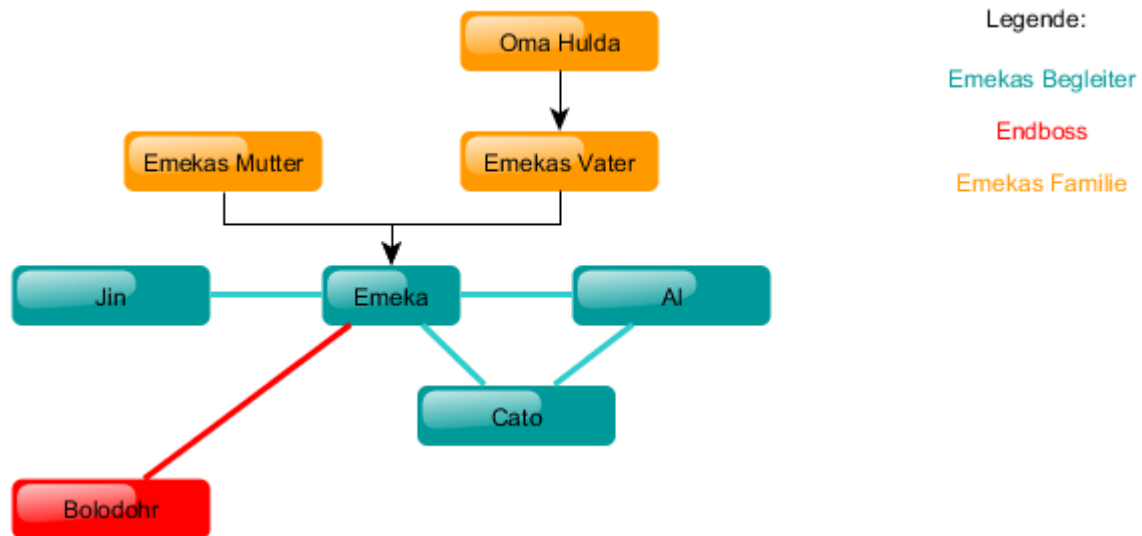 Legende:
Oma Hulda
Emekas Begleiter
Endboss
Emekas Mutter
Emekas Vater
Emekas Familie
Jin
Emeka
Al
Cato
Bolodohr